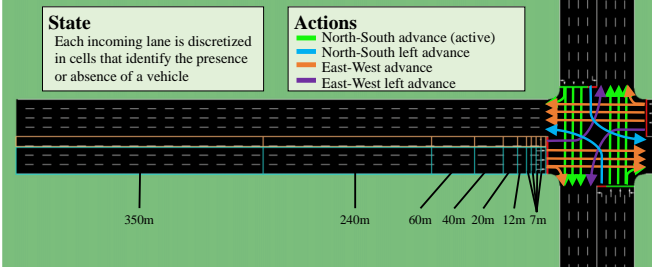 State
Each incoming lane is discretized
in cells that identify the presence
or absence of a vehicle
Actions
North-South advance (active)
North-South left advance
East-West advance
East-West left advance
350m
240m
60m
40m
20m
12m
7m